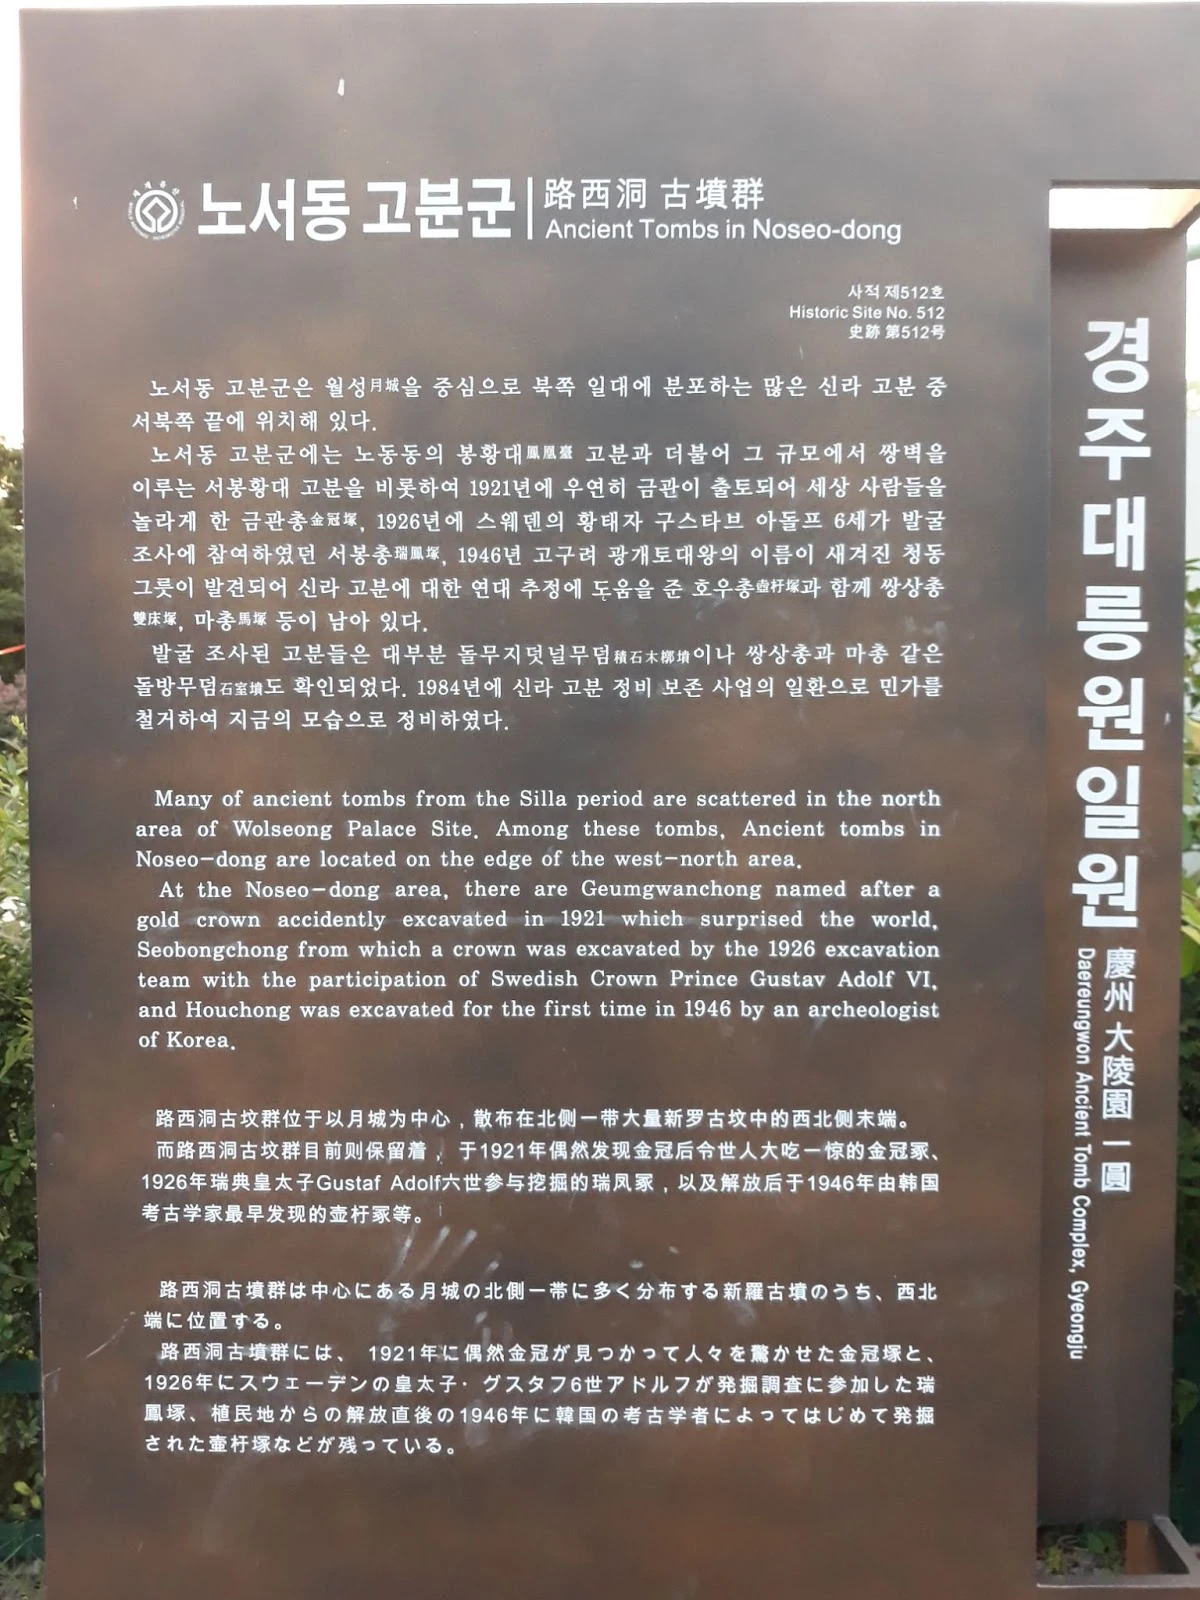 노서동 고분군
路西洞 古墳群
Ancient Tombs in Noseo-dong
사적 제512호
Historic Site No. 512
史跡 第512号
노서동 고분군은 월성月城을 중심으로 북쪽 일대에 분포하는 많은 신라 고분 중
서북쪽 끝에 위치해 있다.
노서동 고분군에는 노동동의 봉황대鳳凰臺 고분과 더불어 그 규모에서 쌍벽을
이루는 서봉황대 고분을 비롯하여 1921년에 우연히 금관이 출토되어 세상 사람들을
놀라게 한 금관총金冠塚, 1926년에 스웨덴의 황태자 구스타브 아돌프 6세가 발굴
조사에 참여하였던 서봉총瑞鳳塚, 1946년 고구려 광개토대왕의 이름이 새겨진 청동
그릇이 발견되어 신라 고분에 대한 연대 추정에 도움을 준 호우총壺杅塚과 함께 쌍상총
雙床塚, 마총馬塚 등이 남아 있다.
발굴 조사된 고분들은 대부분 돌무지덧널무덤積石木槨墳이나 쌍상총과 마총 같은
돌방무덤石室墳도 확인되었다. 1984년에 신라 고분 정비 보존 사업의 일환으로 민가를
철거하여 지금의 모습으로 정비하였다.
Many of ancient tombs from the Silla period are scattered in the north
area of Wolseong Palace Site. Among these tombs, Ancient tombs in
Noseo-dong are located on the edge of the west-north area.
At the Noseo-dong area, there are Geumgwanchong named after a
gold crown accidently excavated in 1921 which surprised the world,
Seobongchong from which a crown was excavated by the 1926 excavation
team with the participation of Swedish Crown Prince Gustav Adolf VI,
and Houchong was excavated for the first time in 1946 by an archeologist
of Korea.
路西洞古坟群位于以月城为中心，散布在北侧一带大量新罗古坟中的西北侧末端。
而路西洞古坟群目前则保留着，于1921年偶然发现金冠后令世人大吃一惊的金冠冢、
1926年瑞典皇太子Gustaf Adolf六世参与挖掘的瑞凤冢，以及解放后于1946年由韩国
考古学家最早发现的壶杅冢等。
路西洞古墳群は中心にある月城の北側一帯に多く分布する新羅古墳のうち、西北
端に位置する。
路西洞古墳群には、1921年に偶然金冠が見つかって人々を驚かせた金冠塚と、
1926年にスウェーデンの皇太子·グスタフ6世アドルフが発掘調査に参加した瑞
鳳塚、植民地からの解放直後の1946年に韓国の考古学者によってはじめて発掘
された壷杅塚などが残っている。
경주대릉원일원
慶州 大陵園 一圓
Daereungwon Ancient Tomb Complex, Gyeongju